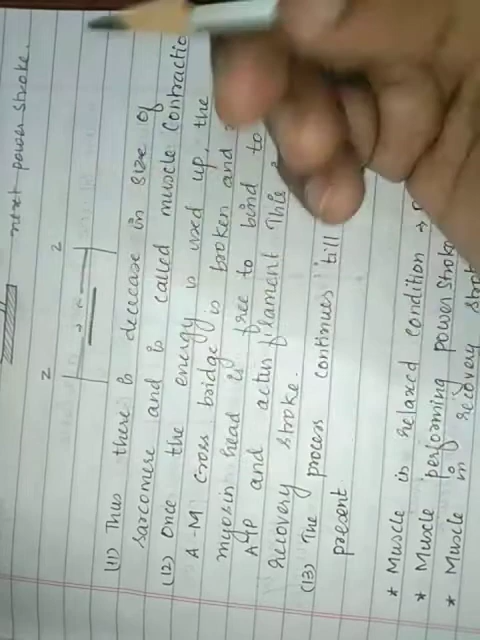 next power stroke.
Z Z
(11) Thus there is decrease in size of
sarcomere and is called muscle contractio
(12) Once the energy is used up, the
A-M cross bridge is broken and
myosin head is free to bind to
ATP and actin filament This
recovery stroke.
(13) The process continues till
present.
* Muscle in relaxed condition →
* Muscle performing power stroke
* Muscle in recovery strok